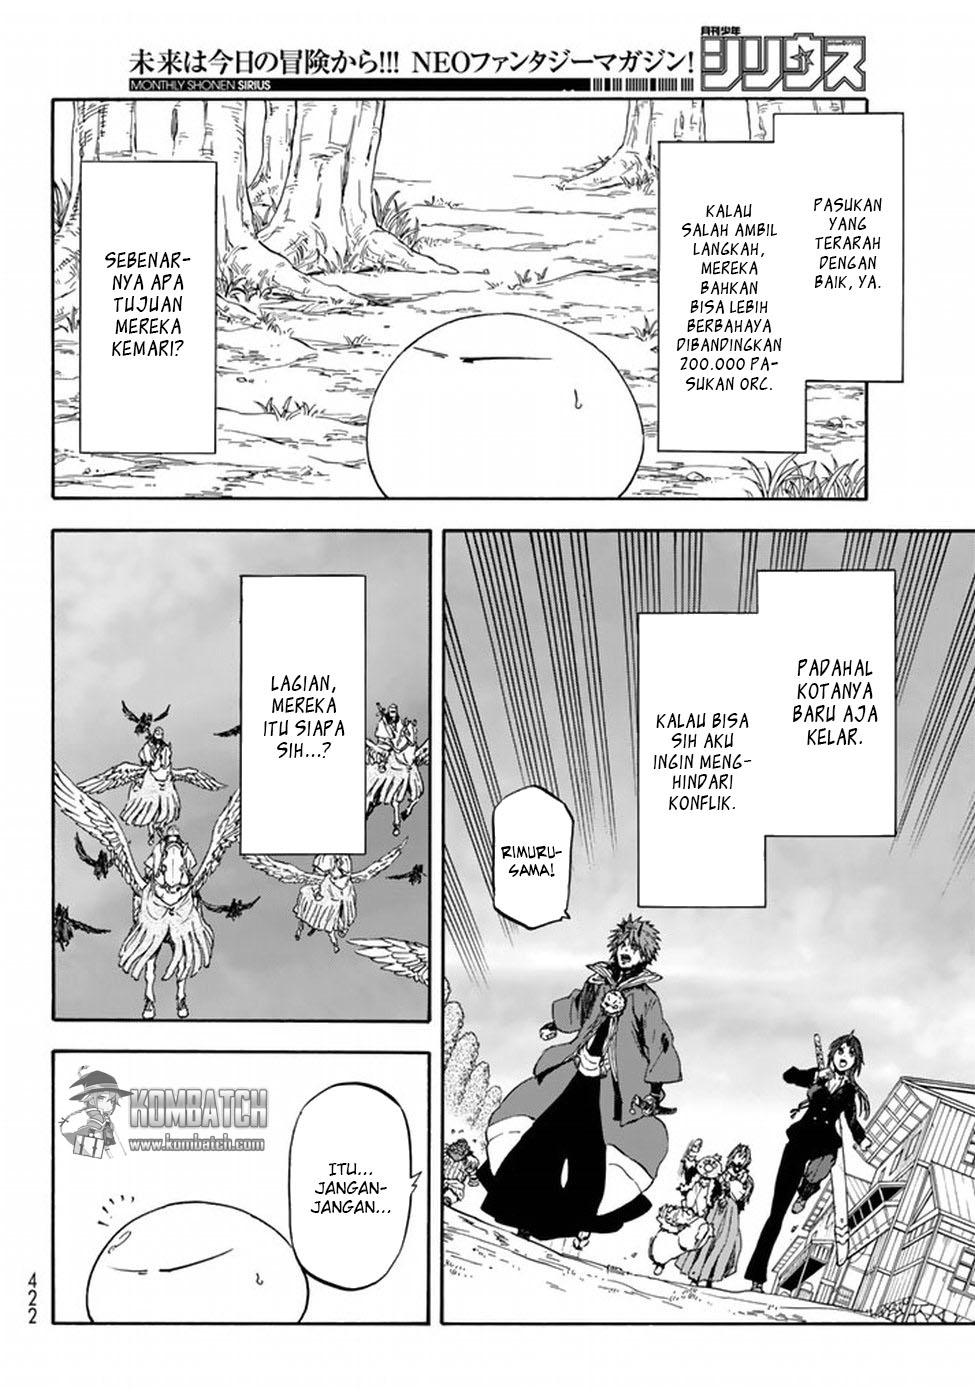 未来は今日の冒険から!!! NEOファンタジーマガジン!
月刊少年
シリウス
MONTHLY SHONEN SIRIUS
PASUKAN
YANG
TERARAH
DENGAN
BAIK, YA.
KALAU
SALAH AMBIL
LANGKAH,
MEREKA
BAHKAN
BISA LEBIH
BERBAHAYA
DIBANDINGKAN
200.000 PA-
SUKAN ORC.
SEBENAR-
NYA APA
TUJUAN
MEREKA
KEMARI?
PADAHAL
KOTANYA
BARU AJA
KELAR.
KALAU BISA
SIH AKU
INGIN MENG-
HINDARI
KONFLIK.
RIMURU-
SAMA!
LAGIAN,
MEREKA
ITU SIAPA
SIH...?
ITU...
JANGAN-
JANGAN...
KOMBATCH
www.kombatch.com
422